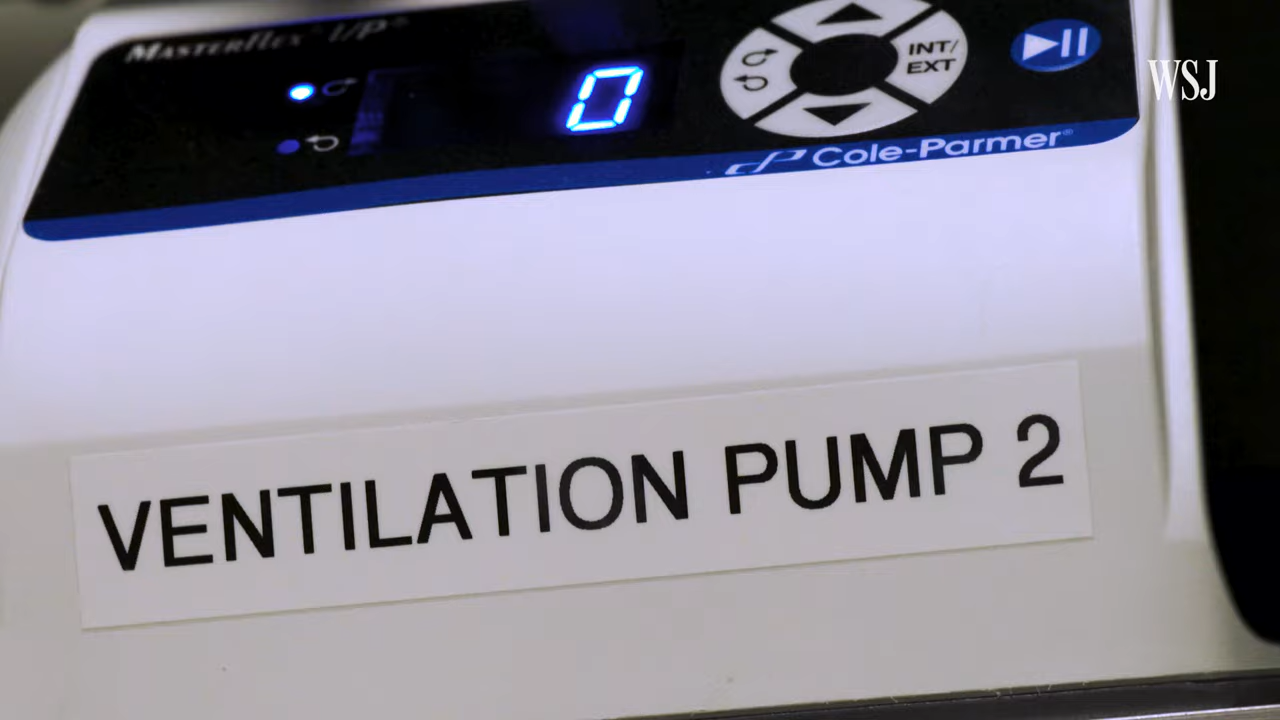 MASTERFLEX® L/P®
0
INT/
EXT
WSJ
Cole-Parmer®
VENTILATION PUMP 2